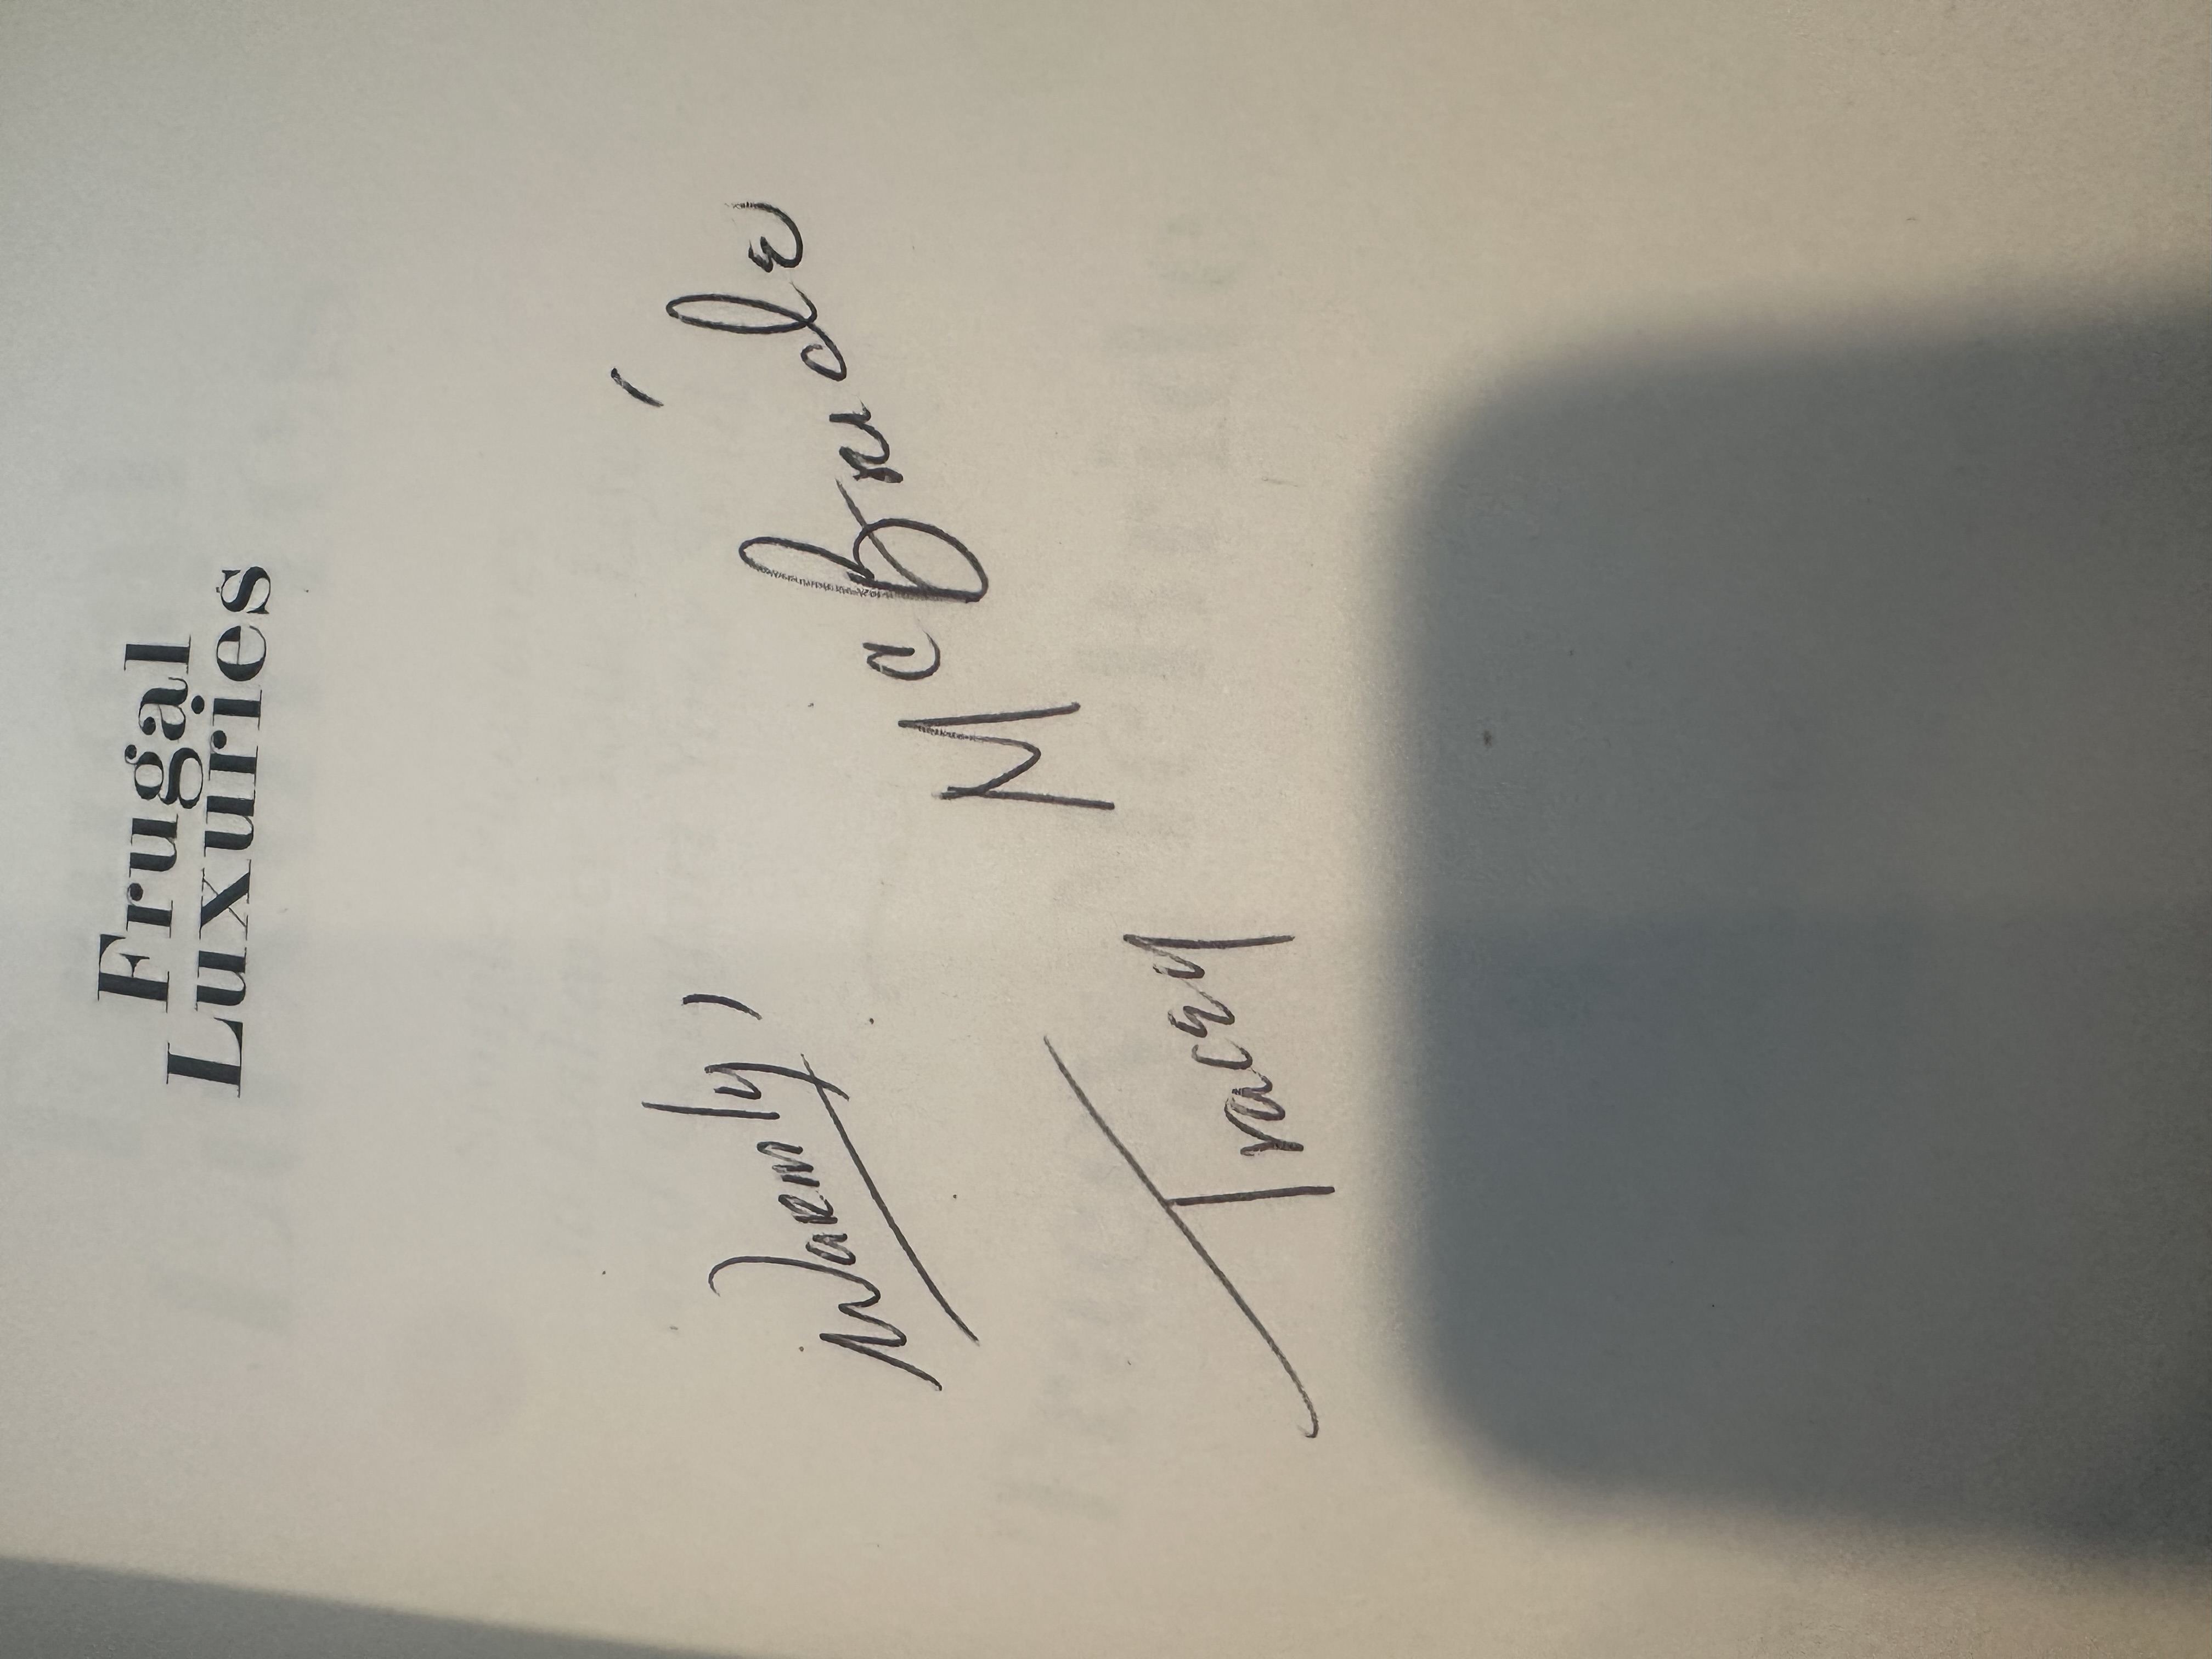 Frugal
Luxuries
Warmly,
Tracey McBride